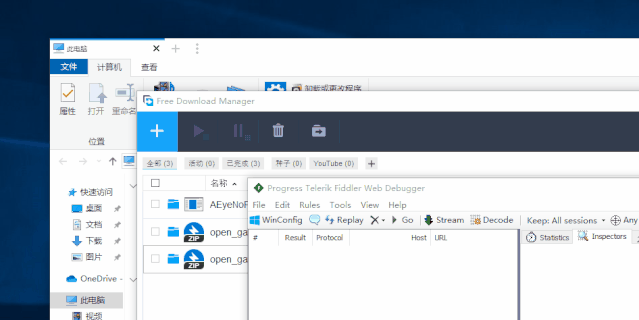 此电脑
文件 计算机 查看
卸载或更改程序
属性 打开 重命名
位置
快速访问
桌面
文档
下载
图片
OneDrive -
此电脑
视频
Free Download Manager
全部 (3) 活动 (0) 已完成 (3) 种子 (0) YouTube (0)
名称
AEyeNoF
open_ga
open_ga
ZIP
ZIP
Progress Telerik Fiddler Web Debugger
File Edit Rules Tools View Help
WinConfig Replay Go Stream Decode Keep: All sessions Any
# Result Protocol Host URL
Statistics Inspectors